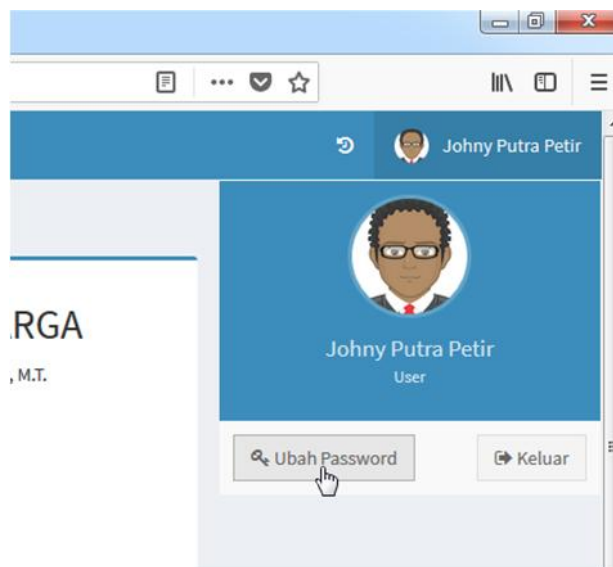 Johny Putra Petir
RGA
, M.T.
Johny Putra Petir
User
Ubah Password
Keluar